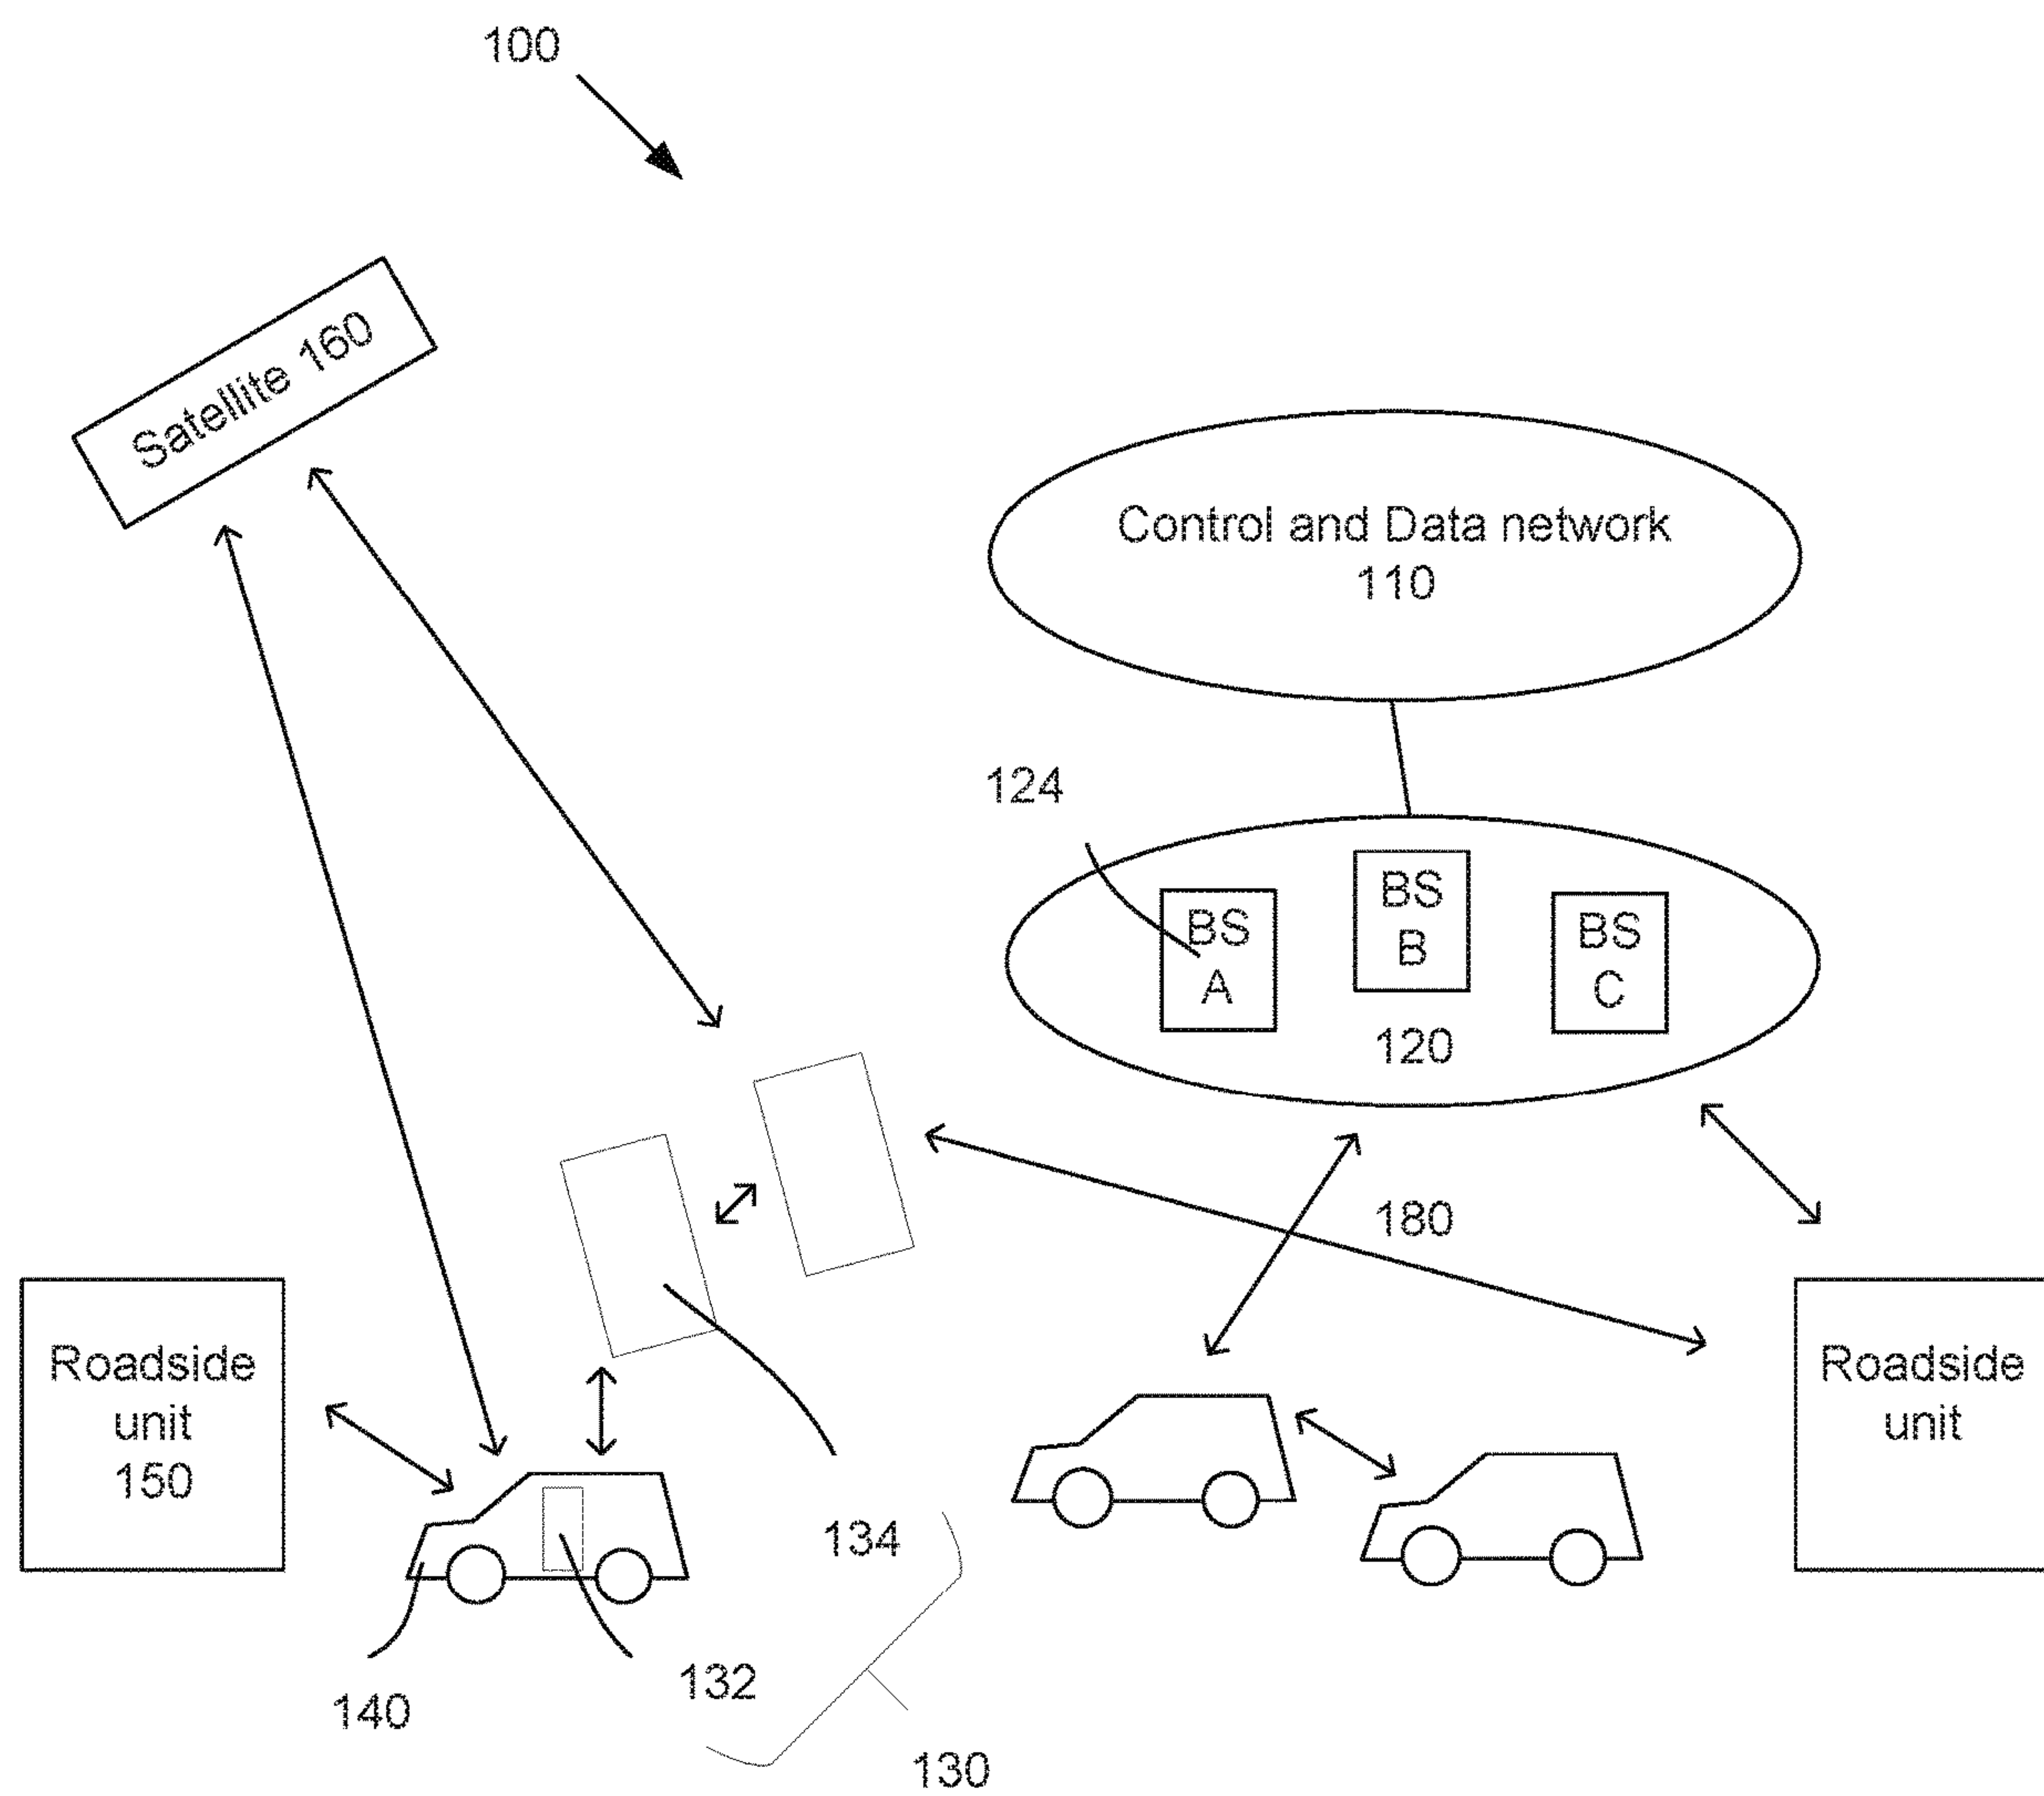 100
Satellite 160
Control and Data network
110
124
BS
A
BS
B
BS
C
120
180
Roadside
unit
150
Roadside
unit
134
132
140
130